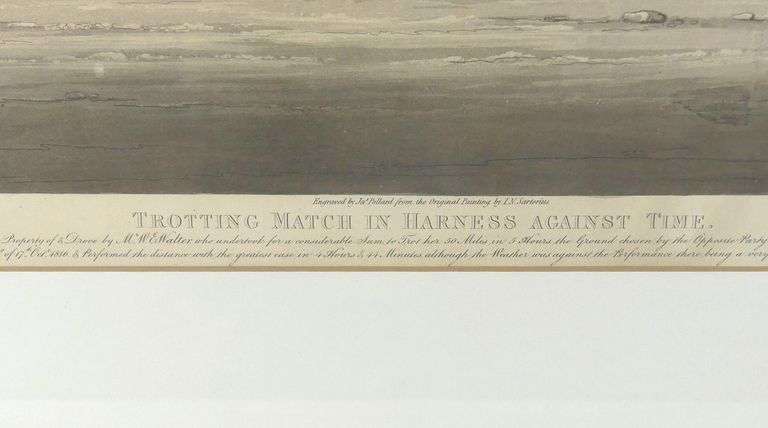 Engraved by Jas. Pollard from the Original Painting by I.N. Sartorius
TROTTING MATCH IN HARNESS AGAINST TIME.
Property of & Drove by Mr. W. E. Walter, who undertook for a considerable Sum, to Trot her 50 Miles in 5 Hours the Ground chosen by the Opposite Party
of 17th. Octr. 1816. & Performed the distance with the greatest ease in 4 Hours & 44 Minutes although the Weather was against the Performance there being a very